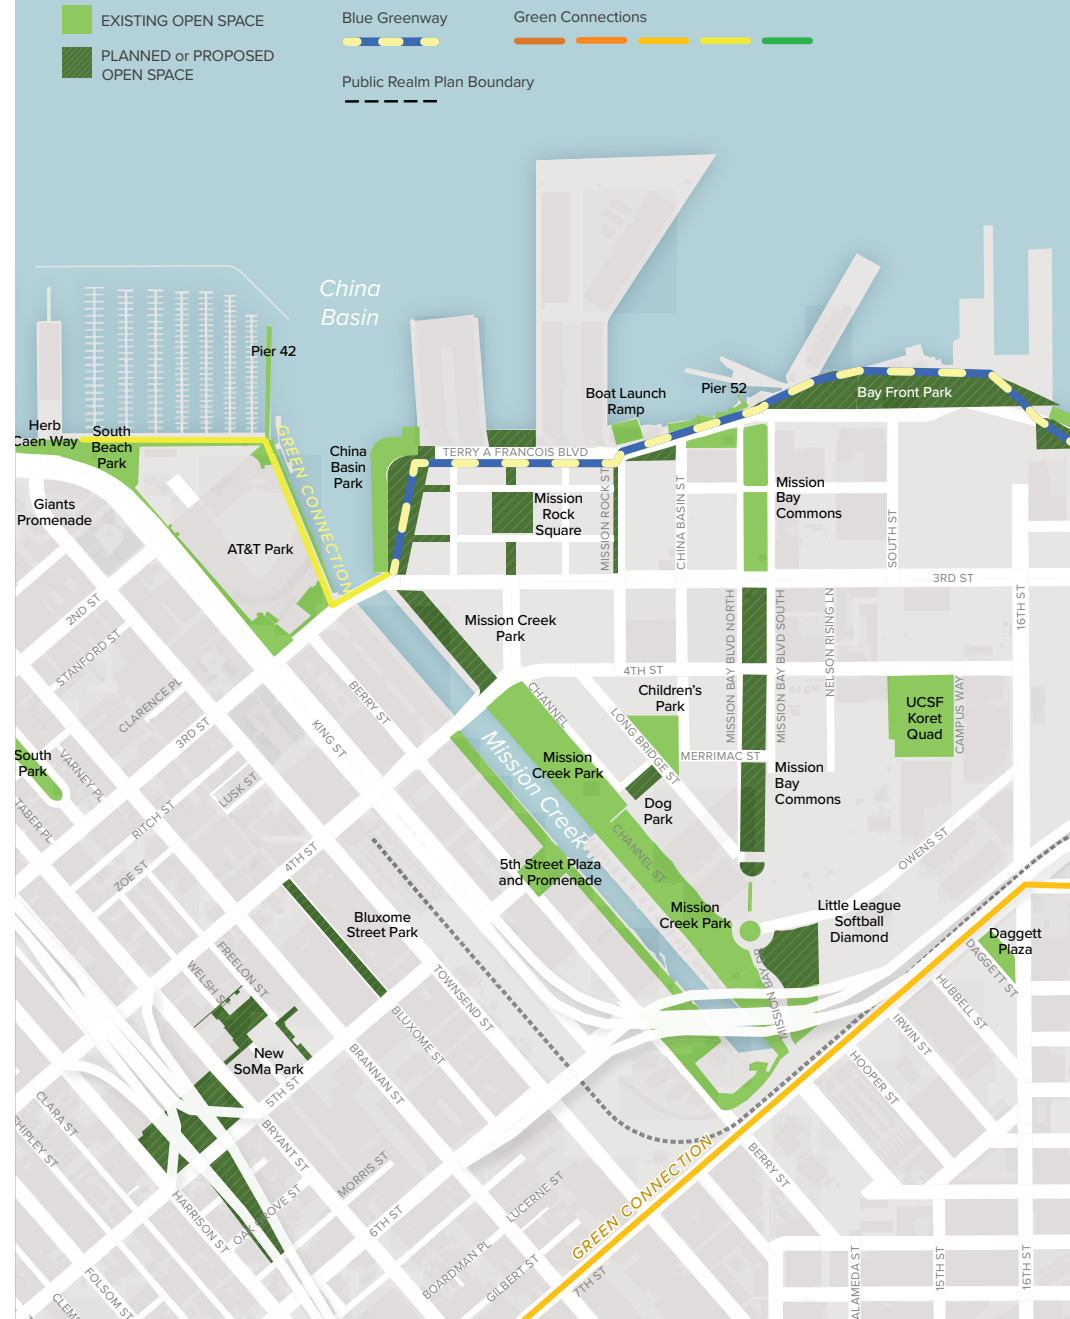 EXISTING OPEN SPACE
PLANNED or PROPOSED
OPEN SPACE
Blue Greenway
Green Connections
Public Realm Plan Boundary
China
Basin
Pier 42
Herb
Caen Way
South
Beach
Park
Giants
Promenade
AT&T Park
GREEN CONNECTION
China
Basin
Park
TERRY A FRANCOIS BLVD
Boat Launch
Ramp
Pier 52
Bay Front Park
Mission
Rock
Square
MISSION ROCK ST
CHINA BASIN ST
Mission
Bay
Commons
SOUTH ST
3RD ST
16TH ST
2ND ST
STANFORD ST
CLARENCE PL
3RD ST
BERRY ST
KING ST
Mission Creek
Park
4TH ST
CHANNEL
Children's
Park
LONG BRIDGE ST
MISSION BAY BLVD NORTH
MISSION BAY BLVD SOUTH
NELSON RISING LN
UCSF
Koret
Quad
CAMPUS WAY
MERRIMAC ST
Mission
Bay
Commons
South
Park
VARNEY PL
TABER PL
RITCH ST
LUSK ST
ZOE ST
4TH ST
Mission Creek
Mission
Creek Park
Dog
Park
CHANNEL ST
OWENS ST
5th Street Plaza
and Promenade
Mission
Creek Park
Little League
Softball
Diamond
MISSION BAY DR
Daggett
Plaza
DAGGETT ST
HUBBELL ST
IRWIN ST
HOOPER ST
Bluxome
Street Park
FREELON ST
WELSH ST
TOWNSEND ST
BLUXOME ST
BRANNAN ST
New
SoMa Park
5TH ST
BRYANT ST
CLARA ST
SHIPLEY ST
HARRISON ST
OAK GROVE ST
MORRIS ST
6TH ST
LUCERNE ST
BOARDMAN PL
GILBERT ST
7TH ST
GREEN CONNECTION
BERRY ST
FOLSOM ST
ALAMEDA ST
15TH ST
16TH ST